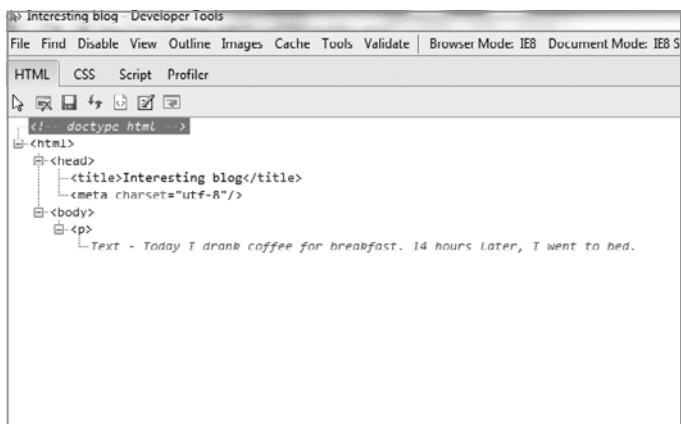 Interesting blog - Developer Tools
File Find Disable View Outline Images Cache Tools Validate Browser Mode: IE8 Document Mode: IE8 S
HTML CSS Script Profiler
<!-- doctype html -->
<html>
<head>
<title>Interesting blog</title>
<meta charset="utf-8"/>
<body>
<p>
Text - Today I drank coffee for breakfast. 14 hours later, I went to bed.